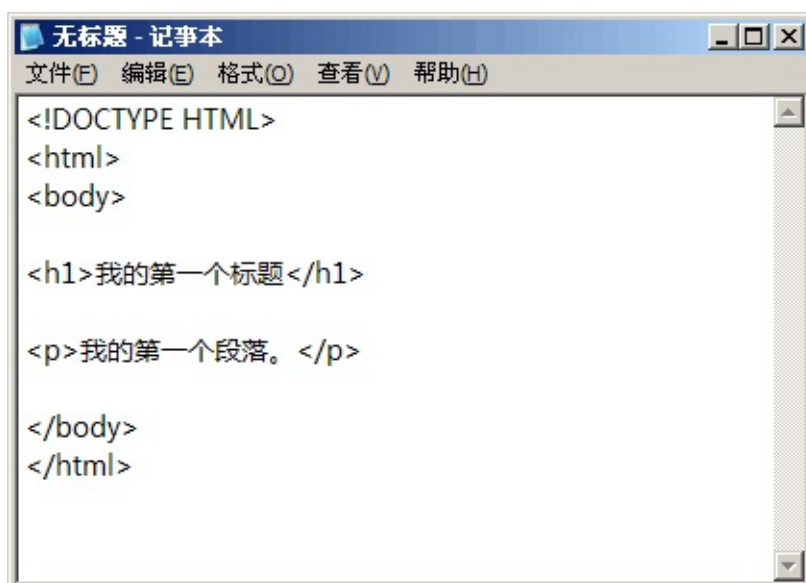 无标题 - 记事本
文件(F) 编辑(E) 格式(O) 查看(V) 帮助(H)
<!DOCTYPE HTML>
<html>
<body>
<h1>我的第一个标题</h1>
<p>我的第一个段落。</p>
</body>
</html>